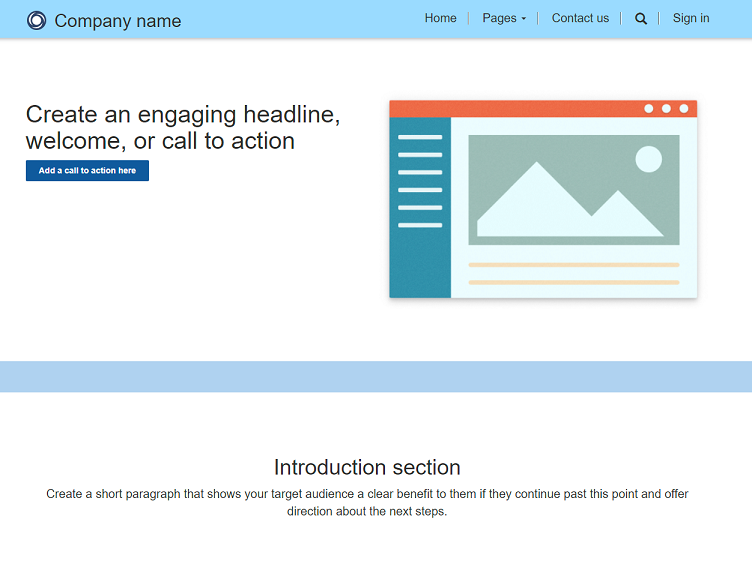 Company name
Home
Pages
Contact us
Sign in
Create an engaging headline,
welcome, or call to action
Add a call to action here
Introduction section
Create a short paragraph that shows your target audience a clear benefit to them if they continue past this point and offer
direction about the next steps.